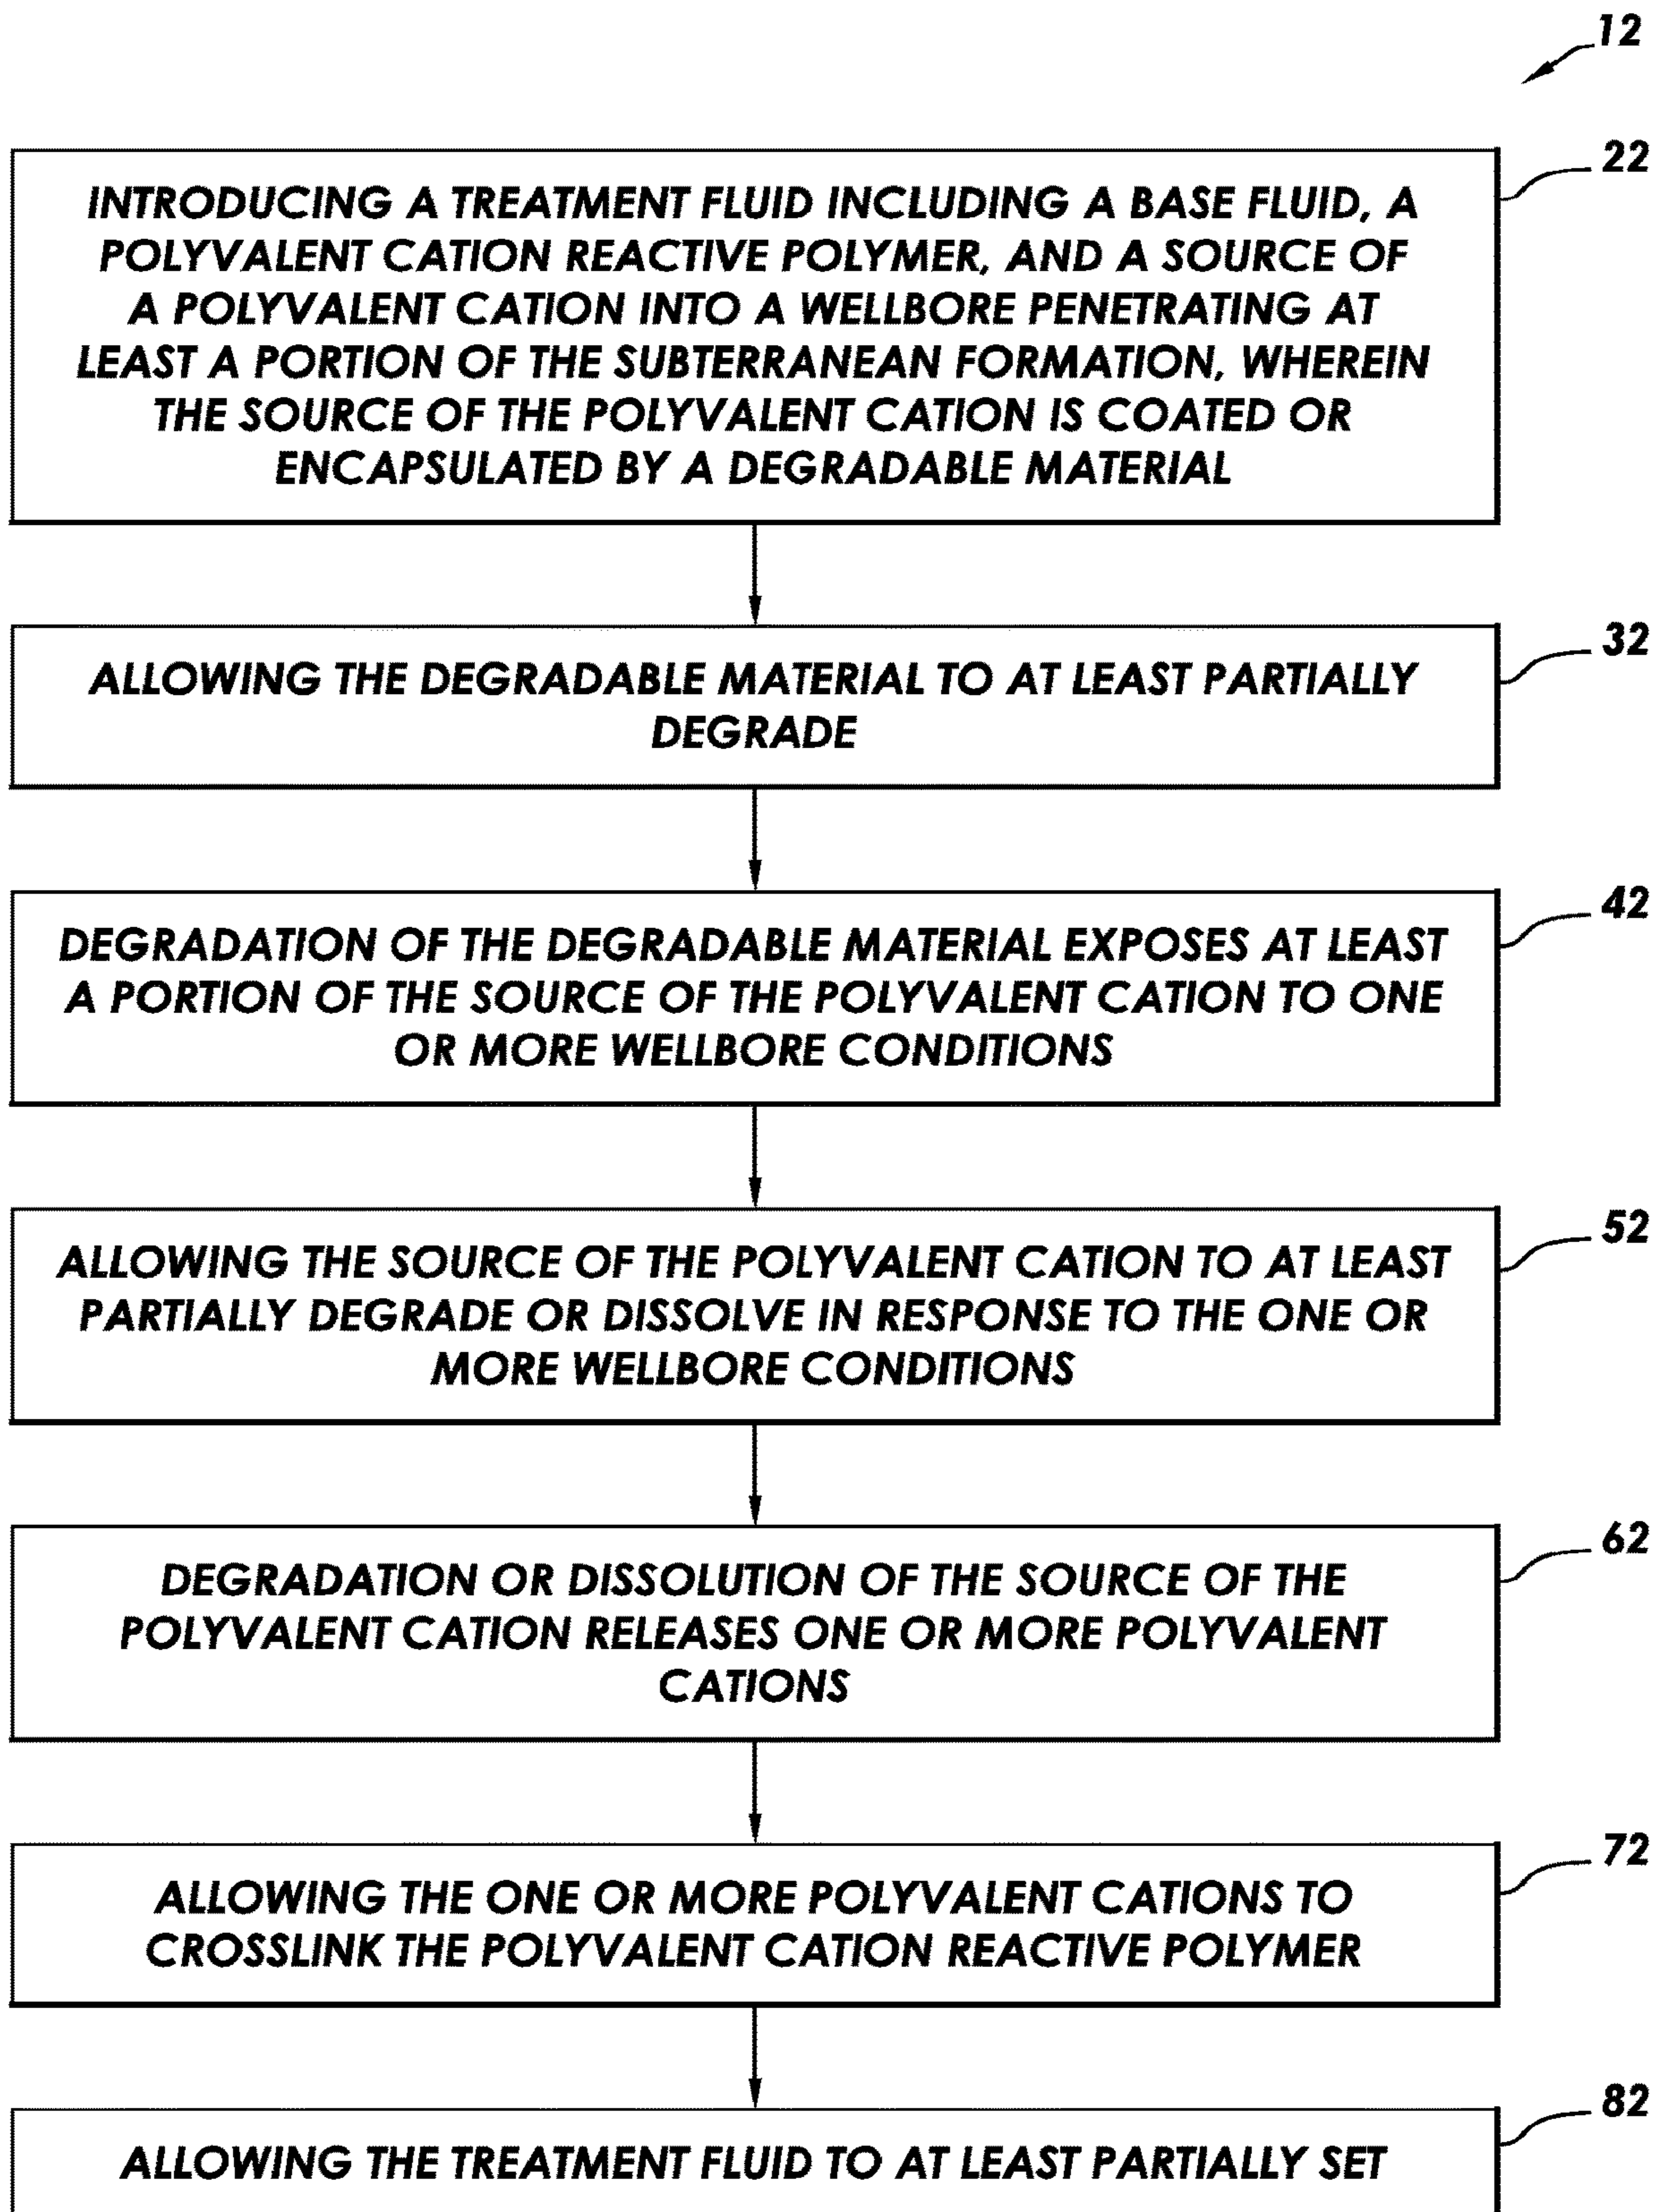 12
22
INTRODUCING A TREATMENT FLUID INCLUDING A BASE FLUID, A
POLYVALENT CATION REACTIVE POLYMER, AND A SOURCE OF
A POLYVALENT CATION INTO A WELLBORE PENETRATING AT
LEAST A PORTION OF THE SUBTERRANEAN FORMATION, WHEREIN
THE SOURCE OF THE POLYVALENT CATION IS COATED OR
ENCAPSULATED BY A DEGRADABLE MATERIAL
32
ALLOWING THE DEGRADABLE MATERIAL TO AT LEAST PARTIALLY
DEGRADE
42
DEGRADATION OF THE DEGRADABLE MATERIAL EXPOSES AT LEAST
A PORTION OF THE SOURCE OF THE POLYVALENT CATION TO ONE
OR MORE WELLBORE CONDITIONS
52
ALLOWING THE SOURCE OF THE POLYVALENT CATION TO AT LEAST
PARTIALLY DEGRADE OR DISSOLVE IN RESPONSE TO THE ONE OR
MORE WELLBORE CONDITIONS
62
DEGRADATION OR DISSOLUTION OF THE SOURCE OF THE
POLYVALENT CATION RELEASES ONE OR MORE POLYVALENT
CATIONS
72
ALLOWING THE ONE OR MORE POLYVALENT CATIONS TO
CROSSLINK THE POLYVALENT CATION REACTIVE POLYMER
82
ALLOWING THE TREATMENT FLUID TO AT LEAST PARTIALLY SET